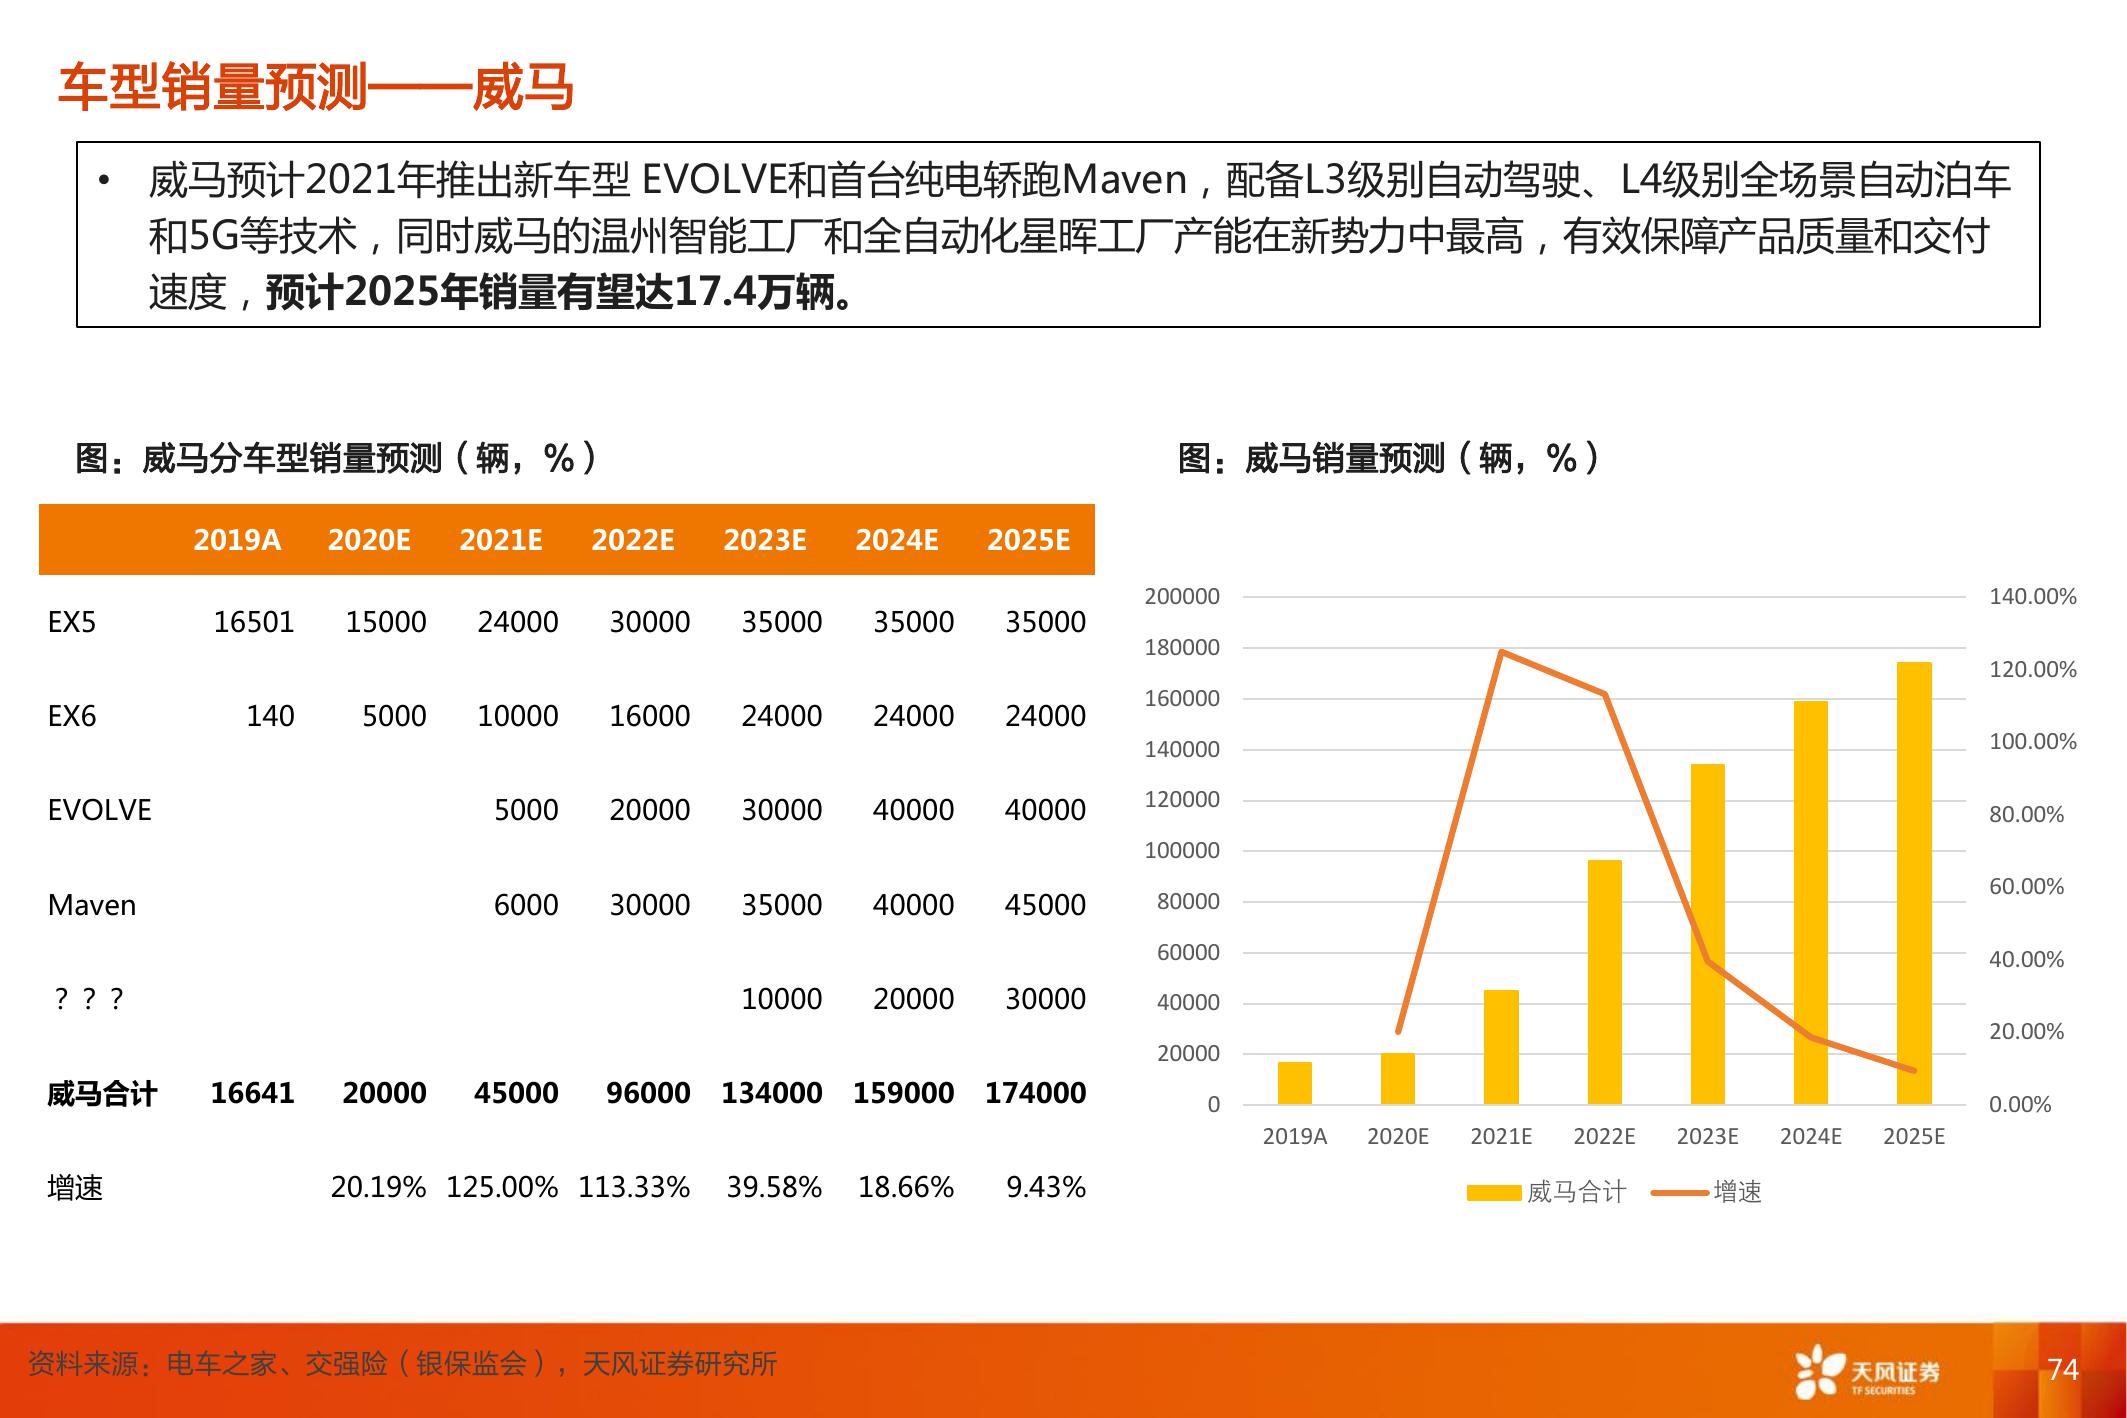 车型销量预测——威马
• 威马预计2021年推出新车型 EVOLVE和首台纯电轿跑Maven，配备L3级别自动驾驶、L4级别全场景自动泊车
和5G等技术，同时威马的温州智能工厂和全自动化星晖工厂产能在新势力中最高，有效保障产品质量和交付
速度，预计2025年销量有望达17.4万辆。
图：威马分车型销量预测（辆，%）
2019A 2020E 2021E 2022E 2023E 2024E 2025E
EX5 16501 15000 24000 30000 35000 35000 35000
EX6 140 5000 10000 16000 24000 24000 24000
EVOLVE 5000 20000 30000 40000 40000
Maven 6000 30000 35000 40000 45000
？？？ 10000 20000 30000
威马合计 16641 20000 45000 96000 134000 159000 174000
增速 20.19% 125.00% 113.33% 39.58% 18.66% 9.43%
图：威马销量预测（辆，%）
200000 140.00%
180000
120.00%
160000
100.00%
140000
120000
80.00%
100000
60.00%
80000
60000
40.00%
40000
20.00%
20000
0 0.00%
2019A 2020E 2021E 2022E 2023E 2024E 2025E
威马合计 增速
资料来源：电车之家、交强险（银保监会），天风证券研究所
天风证券
TF SECURITIES
74